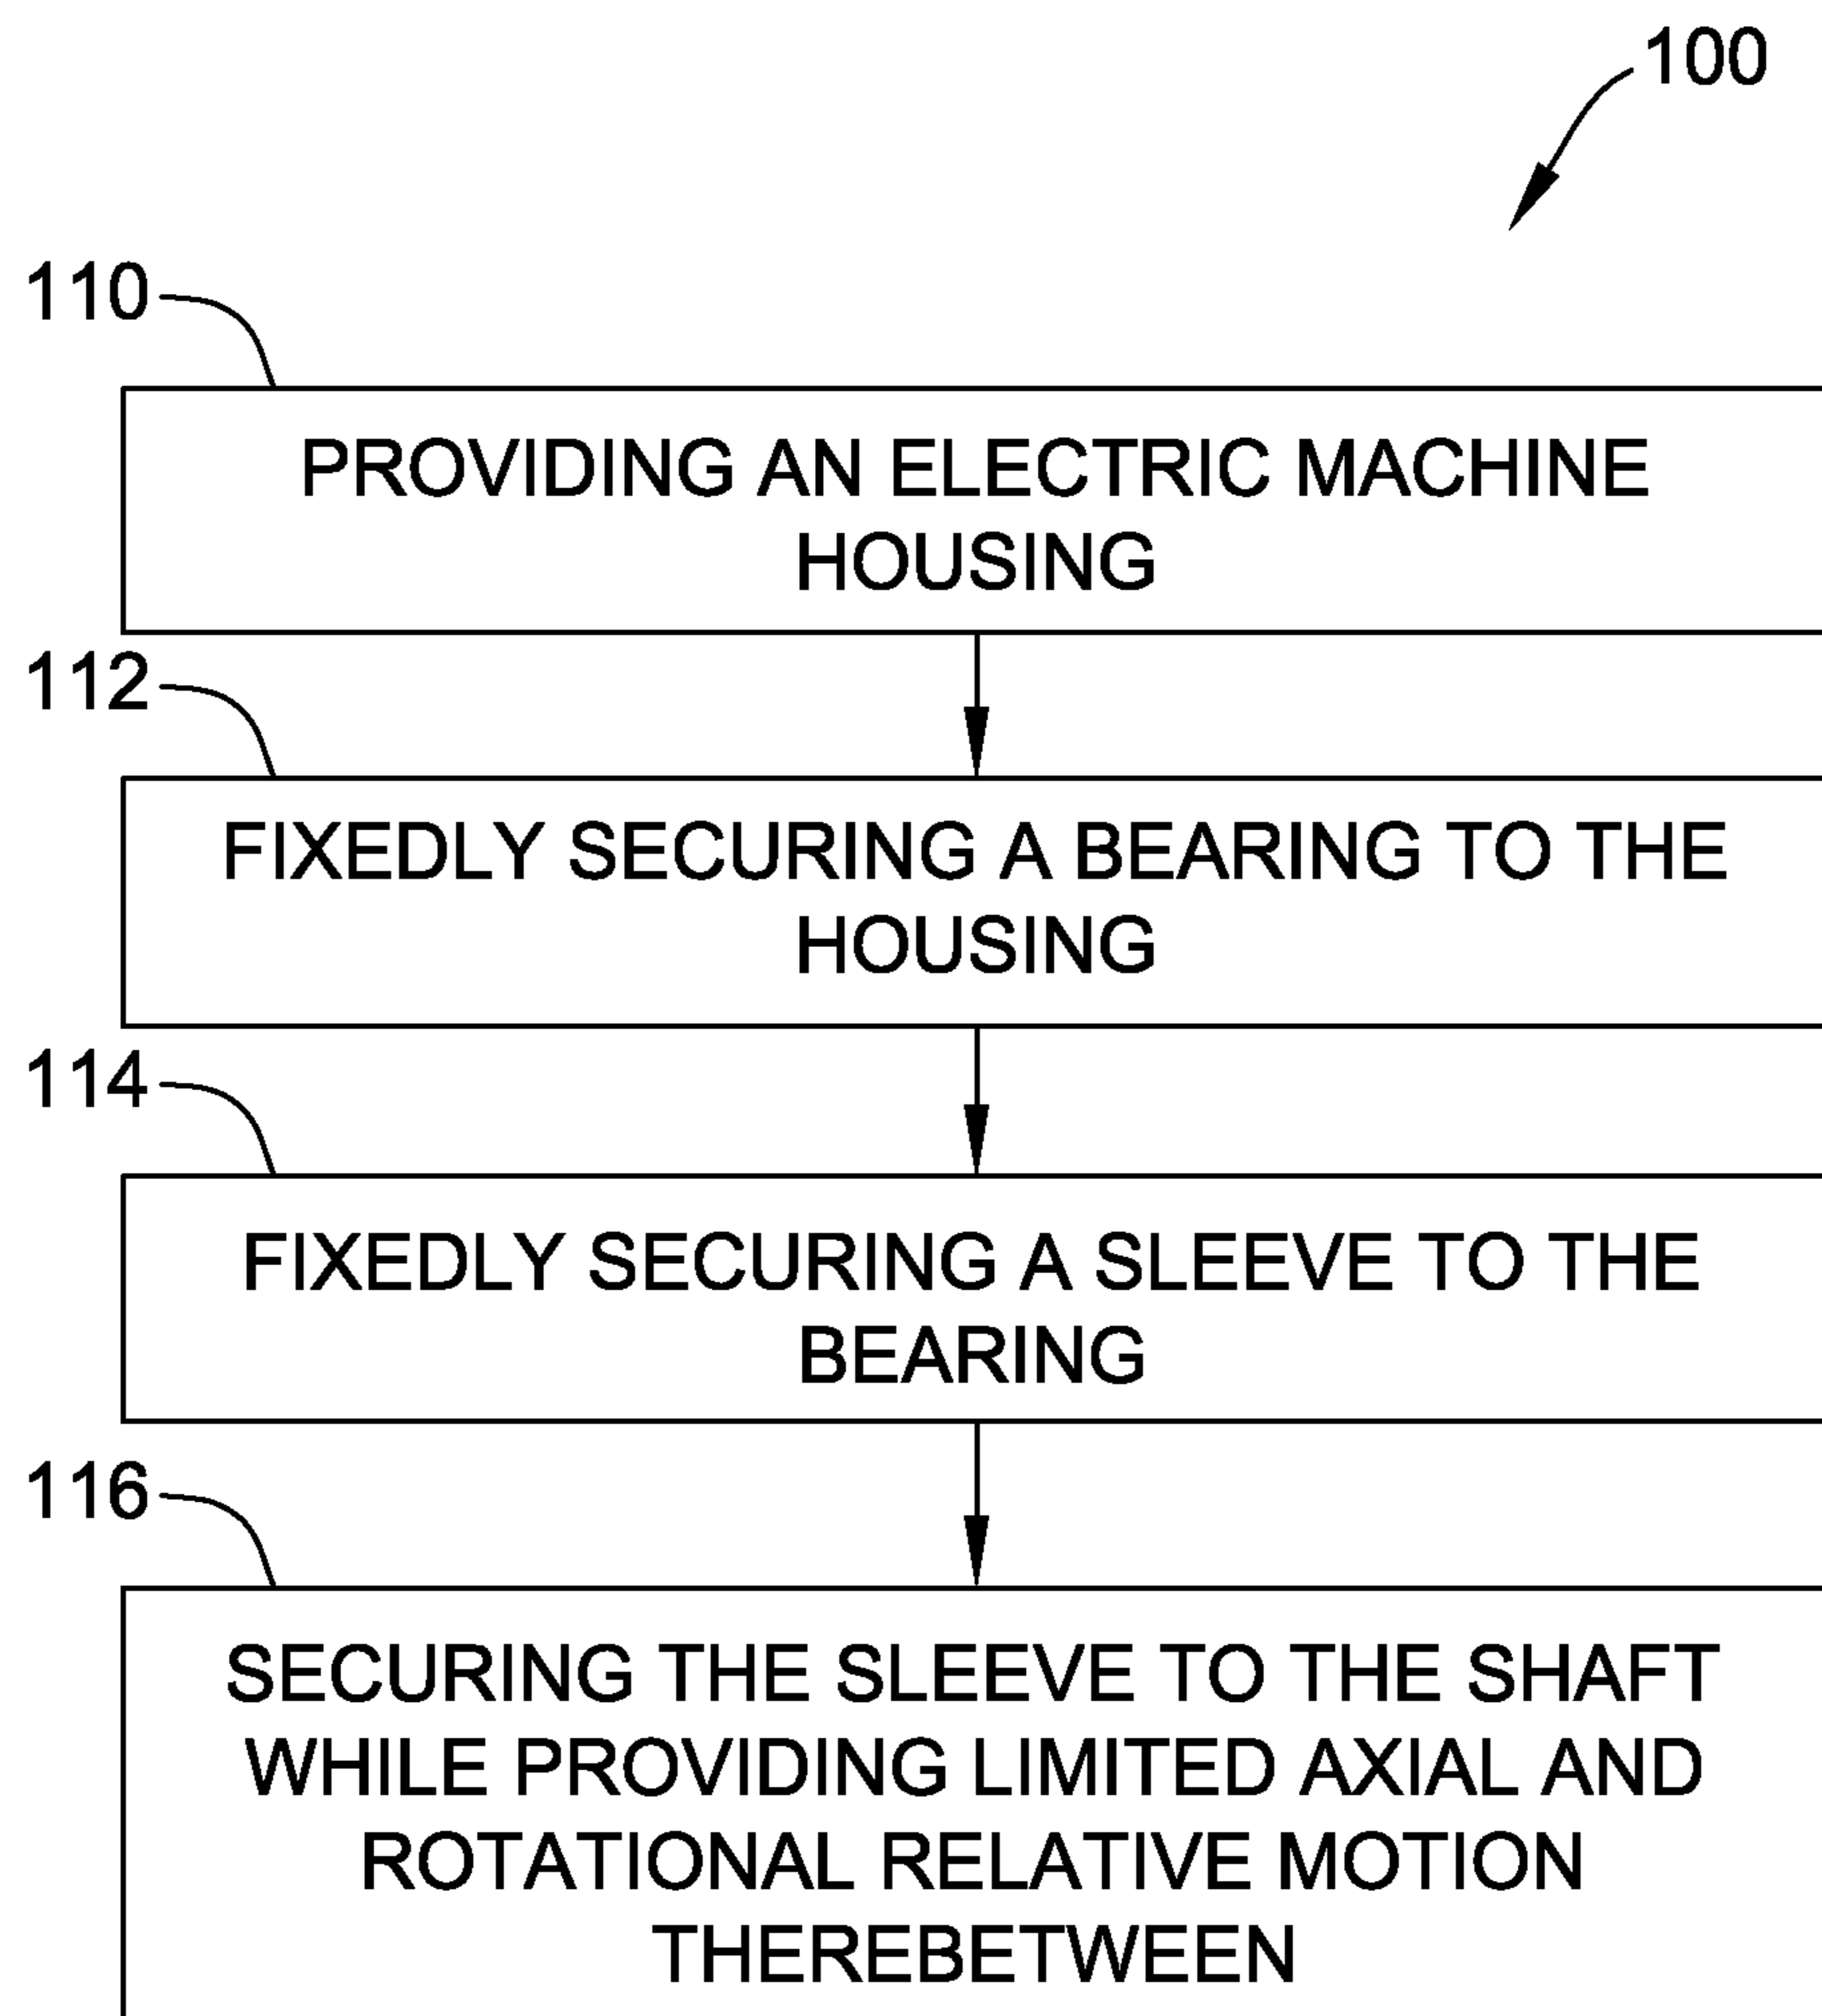 100
110
PROVIDING AN ELECTRIC MACHINE
HOUSING
112
FIXEDLY SECURING A BEARING TO THE
HOUSING
114
FIXEDLY SECURING A SLEEVE TO THE
BEARING
116
SECURING THE SLEEVE TO THE SHAFT
WHILE PROVIDING LIMITED AXIAL AND
ROTATIONAL RELATIVE MOTION
THEREBETWEEN